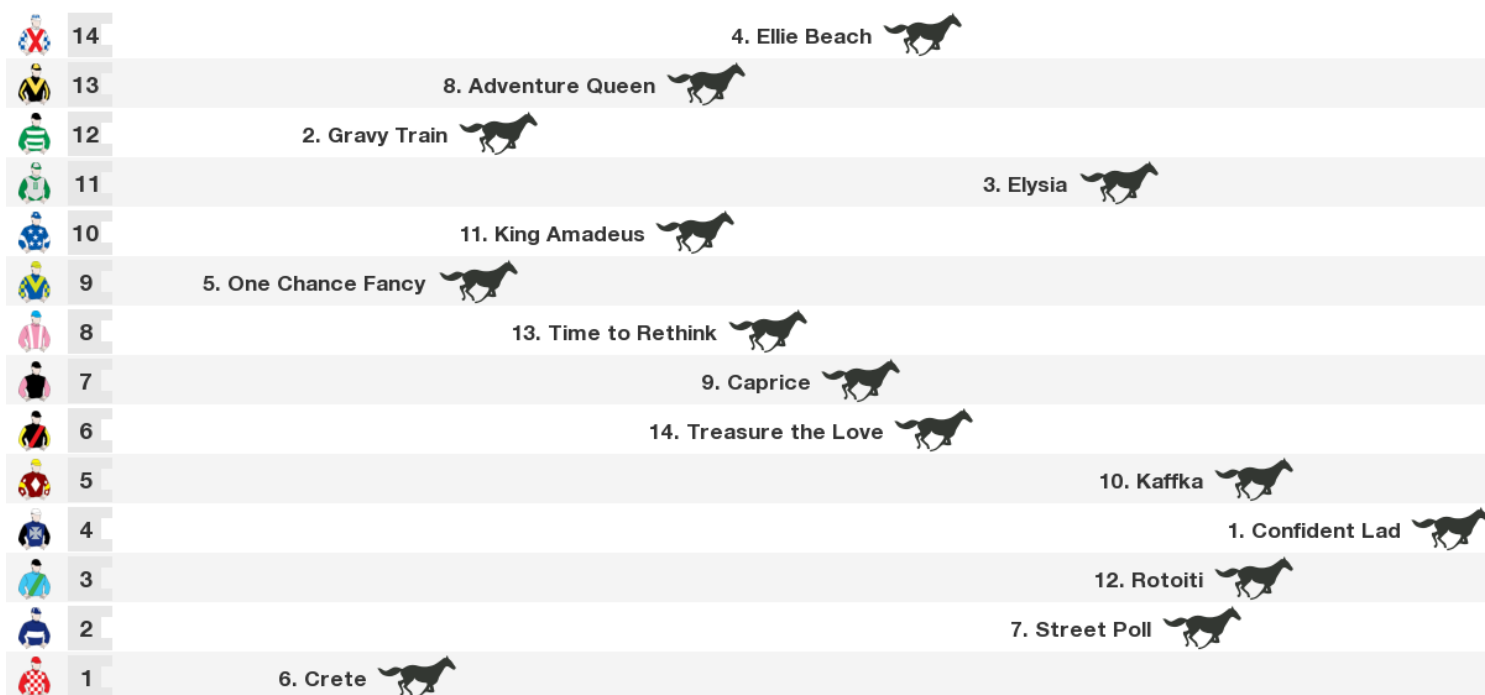 14 4. Ellie Beach
13 8. Adventure Queen
12 2. Gravy Train
11 3. Elysia
10 11. King Amadeus
9 5. One Chance Fancy
8 13. Time to Rethink
7 9. Caprice
6 14. Treasure the Love
5 10. Kaffka
4 1. Confident Lad
3 12. Rotoiti
2 7. Street Poll
1 6. Crete